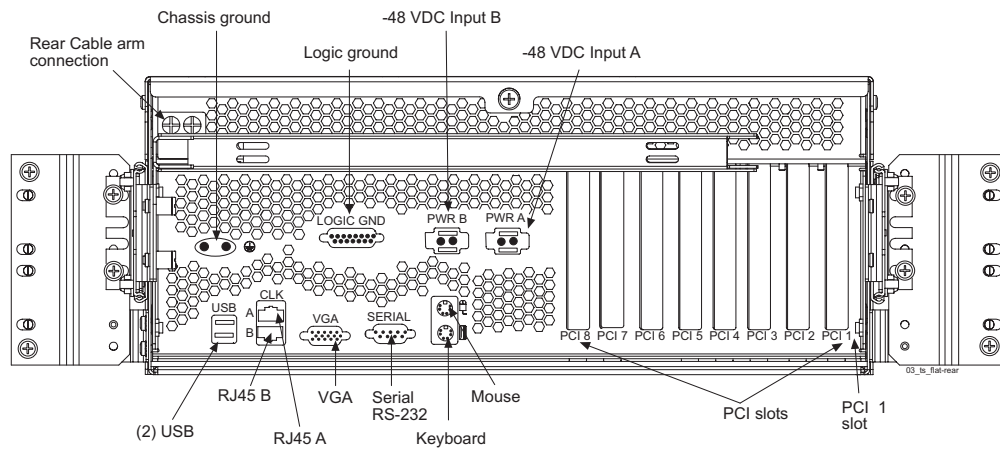 Chassis ground
-48 VDC Input B
Rear Cable arm
connection
Logic ground
-48 VDC Input A
LOGIC GND
PWR B
PWR A
CLK
USB
A
B
VGA
SERIAL
PCI 8
PCI 7
PCI 6
PCI 5
PCI 4
PCI 3
PCI 2
PCI 1
03_ts_flat-rear
RJ45 B
VGA
Serial
RS-232
Mouse
PCI slots
PCI 1
slot
(2) USB
RJ45 A
Keyboard